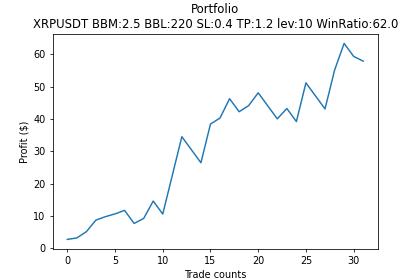 Portfolio
XRPUSDT BBM:2.5 BBL:220 SL:0.4 TP:1.2 lev:10 WinRatio:62.0
60
50
40
30
20
10
0
Profit ($)
0 5 10 15 20 25 30
Trade counts